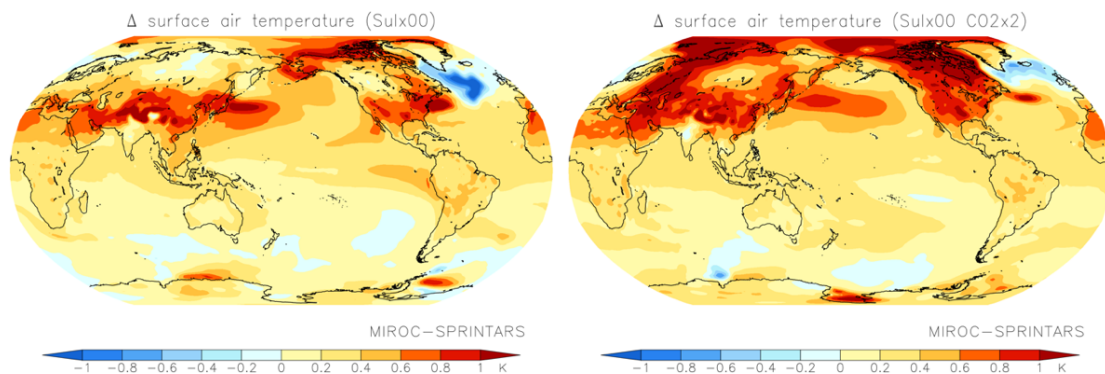 Δ surface air temperature (Sulx00)
MIROC–SPRINTARS
-1 -0.8 -0.6 -0.4 -0.2 0 0.2 0.4 0.6 0.8 1 K
Δ surface air temperature (Sulx00 CO2x2)
MIROC–SPRINTARS
-1 -0.8 -0.6 -0.4 -0.2 0 0.2 0.4 0.6 0.8 1 K